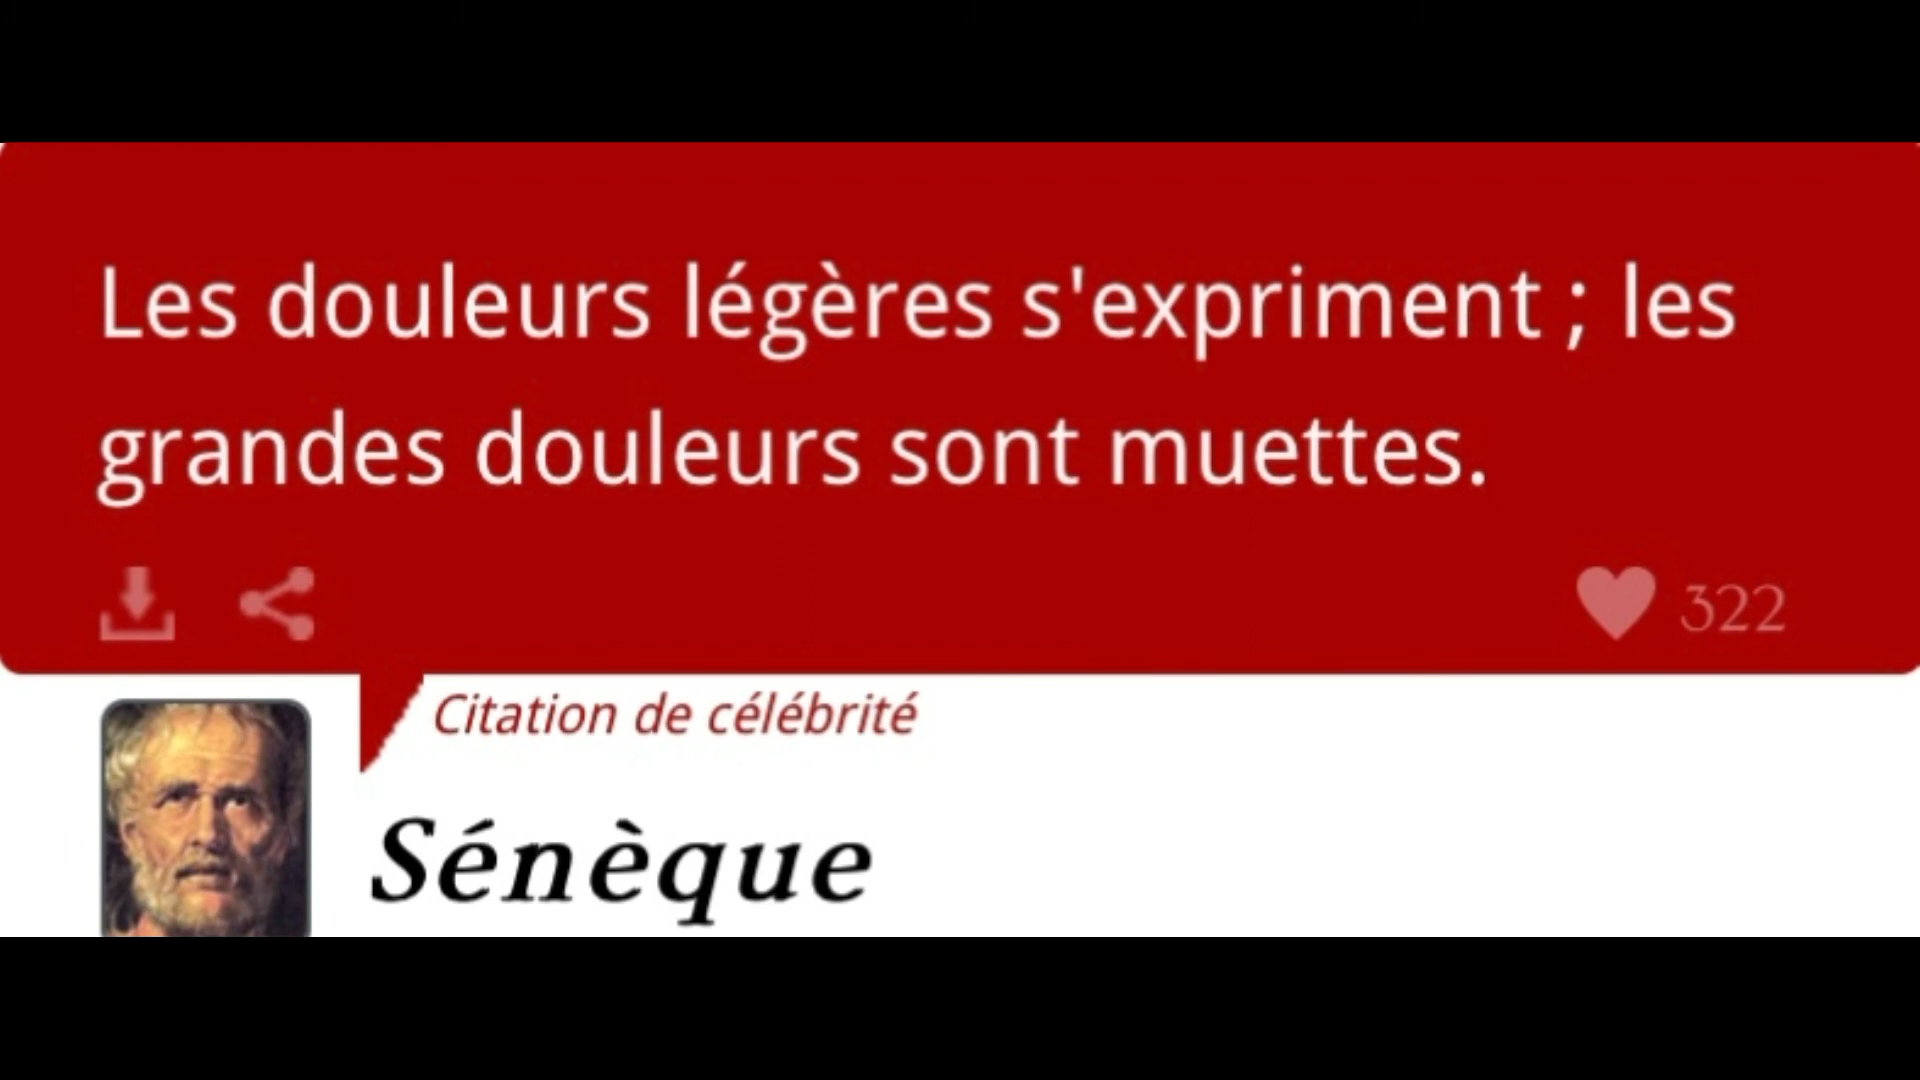 Les douleurs légères s'expriment ; les
grandes douleurs sont muettes.
322
Citation de célébrité
Sénèque